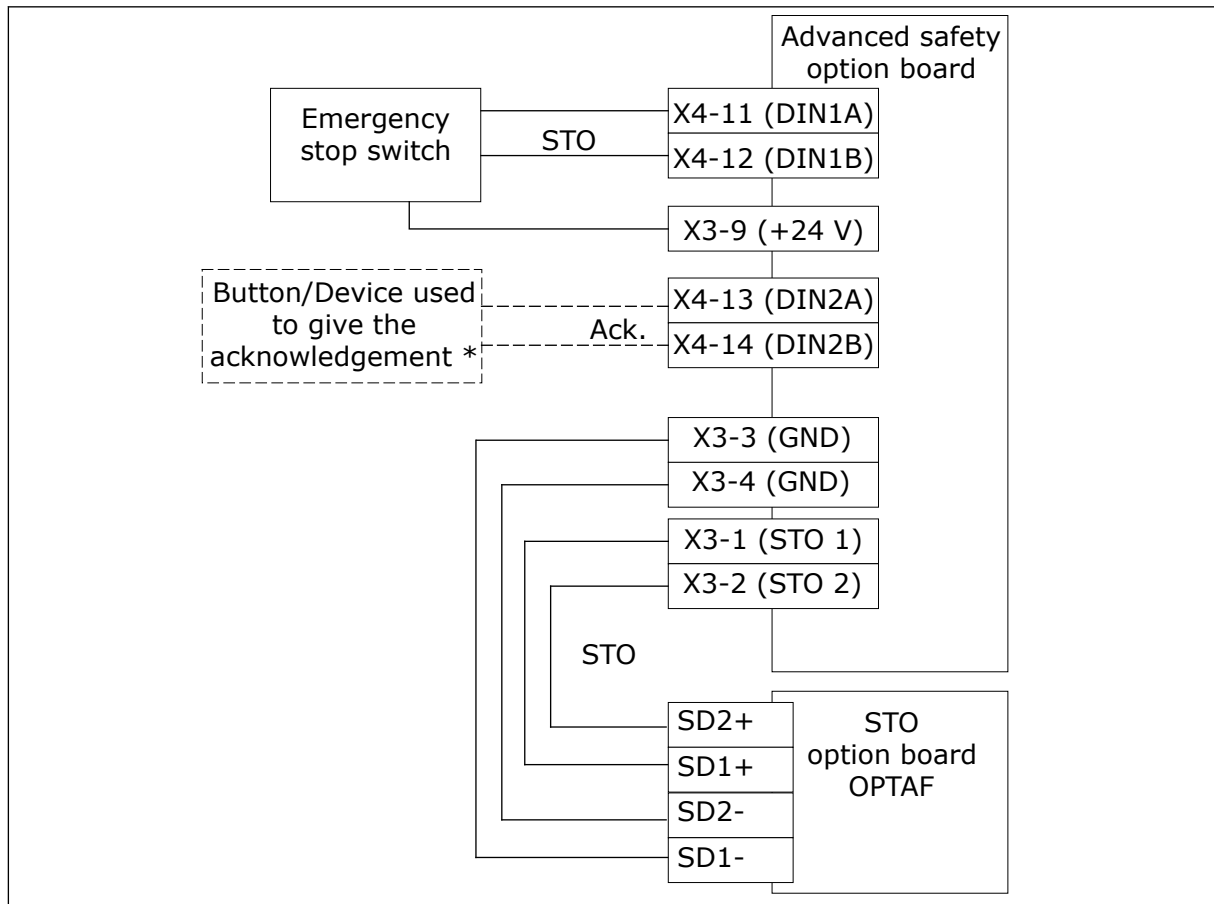 Advanced safety
option board
Emergency
stop switch
STO
X4-11 (DIN1A)
X4-12 (DIN1B)
X3-9 (+24 V)
Button/Device used
to give the
acknowledgement *
Ack.
X4-13 (DIN2A)
X4-14 (DIN2B)
X3-3 (GND)
X3-4 (GND)
X3-1 (STO 1)
X3-2 (STO 2)
STO
SD2+
SD1+
SD2-
SD1-
STO
option board
OPTAF